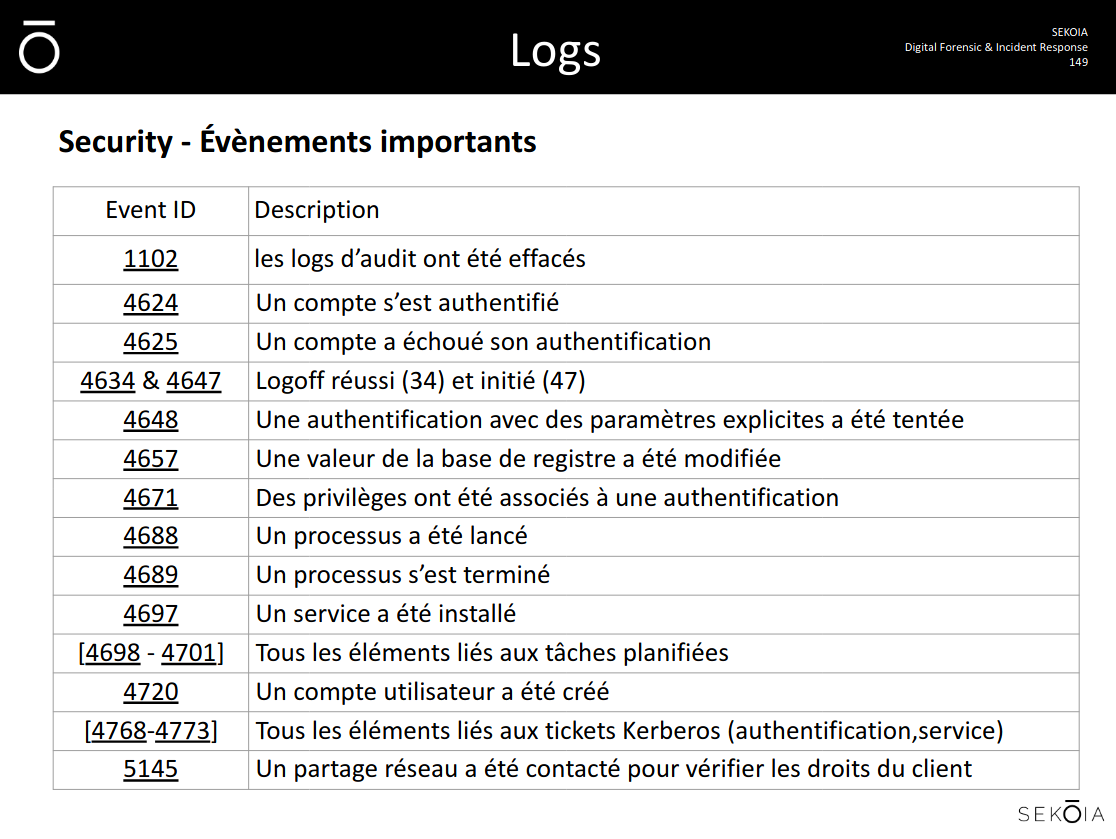 Logs
SEKOIA
Digital Forensic & Incident Response
149
Security - Évènements importants
Event ID Description
1102 les logs d’audit ont été effacés
4624 Un compte s’est authentifié
4625 Un compte a échoué son authentification
4634 & 4647 Logoff réussi (34) et initié (47)
4648 Une authentification avec des paramètres explicites a été tentée
4657 Une valeur de la base de registre a été modifiée
4671 Des privilèges ont été associés à une authentification
4688 Un processus a été lancé
4689 Un processus s’est terminé
4697 Un service a été installé
[4698 - 4701] Tous les éléments liés aux tâches planifiées
4720 Un compte utilisateur a été créé
[4768-4773] Tous les éléments liés aux tickets Kerberos (authentification,service)
5145 Un partage réseau a été contacté pour vérifier les droits du client
SEKOIA